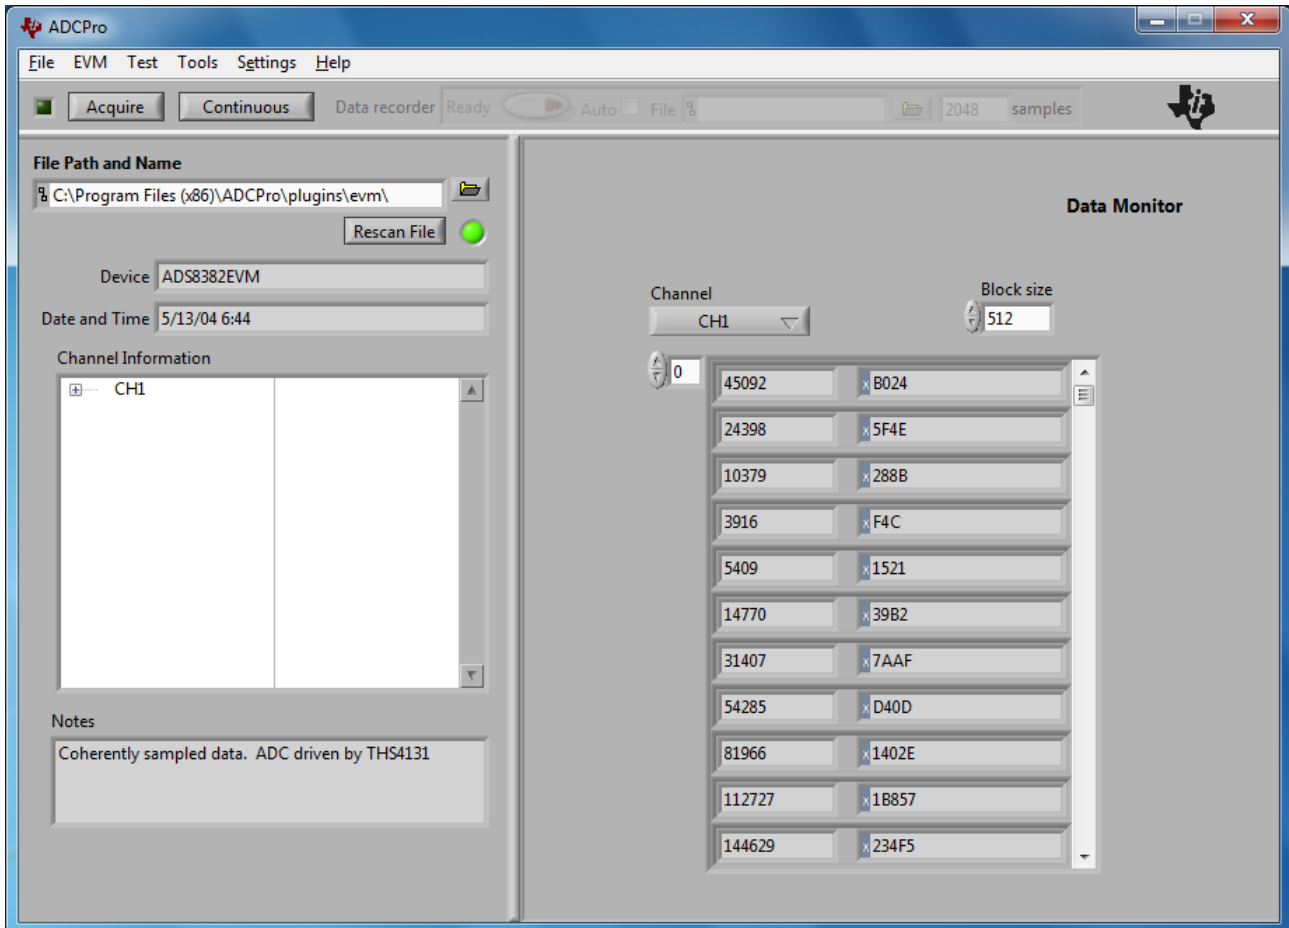 ADCPro
File EVM Test Tools Settings Help
Acquire Continuous Data recorder Ready Auto File 2048 samples
File Path and Name
C:\Program Files (x86)\ADCPro\plugins\evm\
Rescan File
Device ADS8382EVM
Date and Time 5/13/04 6:44
Channel Information
CH1
Notes
Coherently sampled data. ADC driven by THS4131
Data Monitor
Channel Block size
CH1 512
0
45092 x B024
24398 x 5F4E
10379 x 288B
3916 x F4C
5409 x 1521
14770 x 39B2
31407 x 7AAF
54285 x D40D
81966 x 1402E
112727 x 1B857
144629 x 234F5